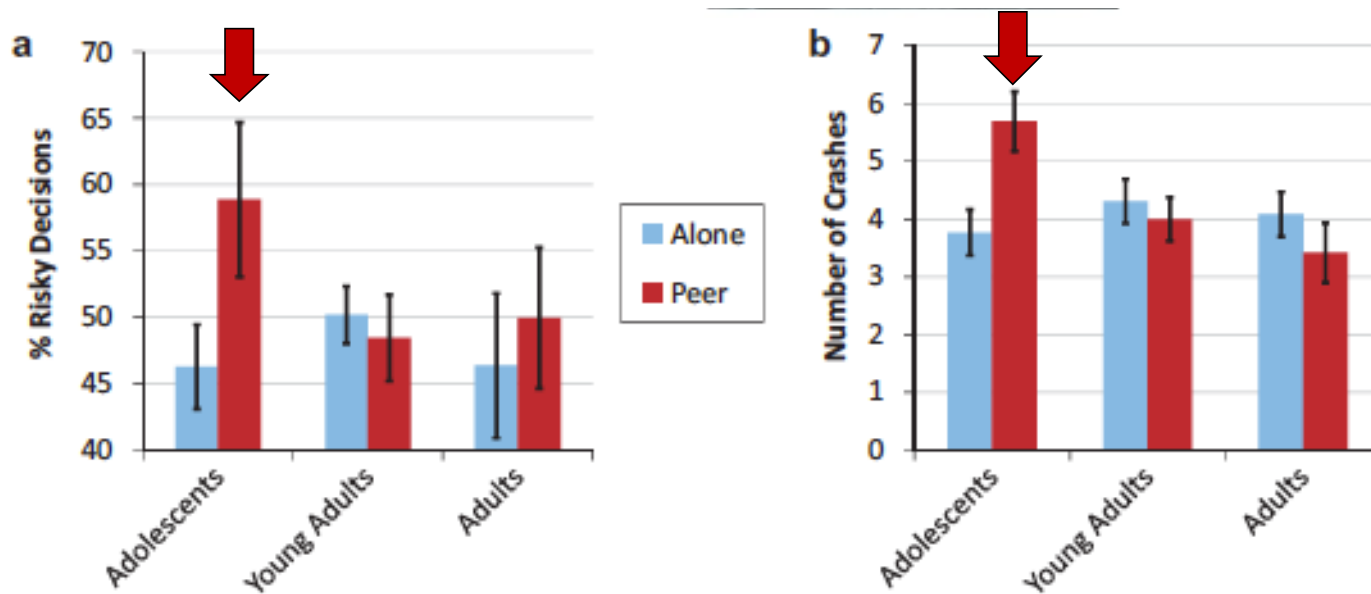 a
% Risky Decisions
70
65
60
55
50
45
40
Adolescents
Young Adults
Adults
Alone
Peer
b
Number of Crashes
7
6
5
4
3
2
1
0
Adolescents
Young Adults
Adults